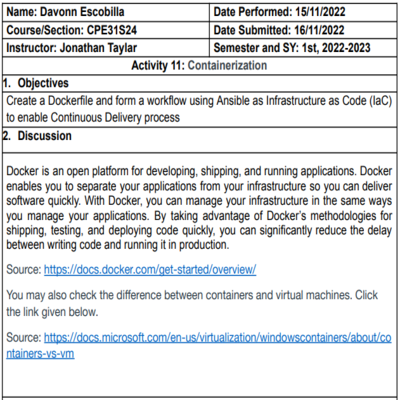 Name: Davonn Escobilla Date Performed: 15/11/2022
Course/Section: CPE31S24 Date Submitted: 16/11/2022
Instructor: Jonathan Taylar Semester and SY: 1st, 2022-2023
Activity 11: Containerization
1. Objectives
Create a Dockerfile and form a workflow using Ansible as Infrastructure as Code (IaC)
to enable Continuous Delivery process
2. Discussion
Docker is an open platform for developing, shipping, and running applications. Docker
enables you to separate your applications from your infrastructure so you can deliver
software quickly. With Docker, you can manage your infrastructure in the same ways
you manage your applications. By taking advantage of Docker's methodologies for
shipping, testing, and deploying code quickly, you can significantly reduce the delay
between writing code and running it in production.
Source: https://docs.docker.com/get-started/overview/
You may also check the difference between containers and virtual machines. Click
the link given below.
Source: https://docs.microsoft.com/en-us/virtualization/windowscontainers/about/co
ntainers-vs-vm